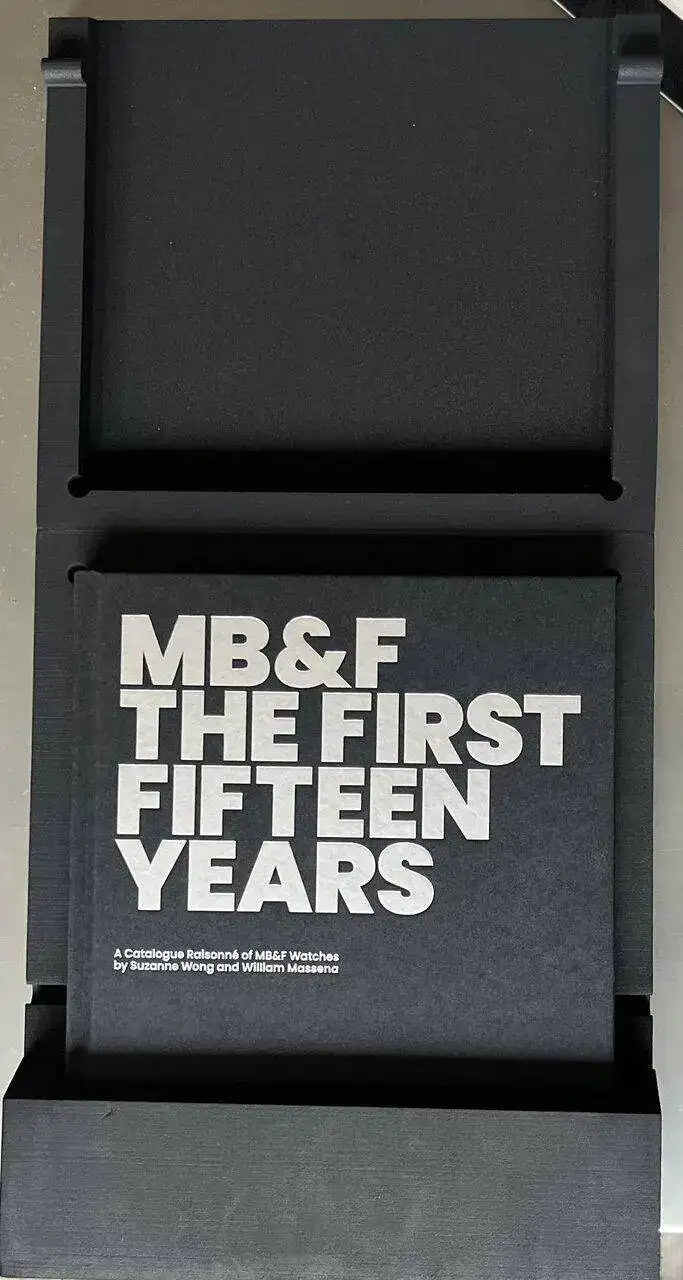 MB&F
THE FIRST
FIFTEEN
YEARS
A Catalogue Raisonné of MB&F Watches
by Suzanne Wong and William Massena